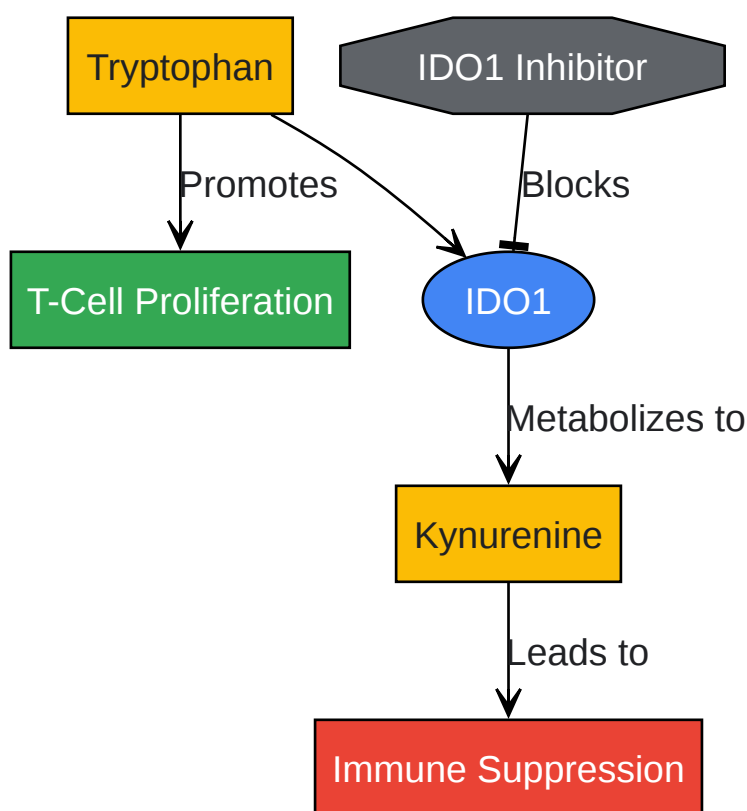 Tryptophan
IDO1 Inhibitor
Promotes
Blocks
T-Cell Proliferation
IDO1
Metabolizes to
Kynurenine
Leads to
Immune Suppression